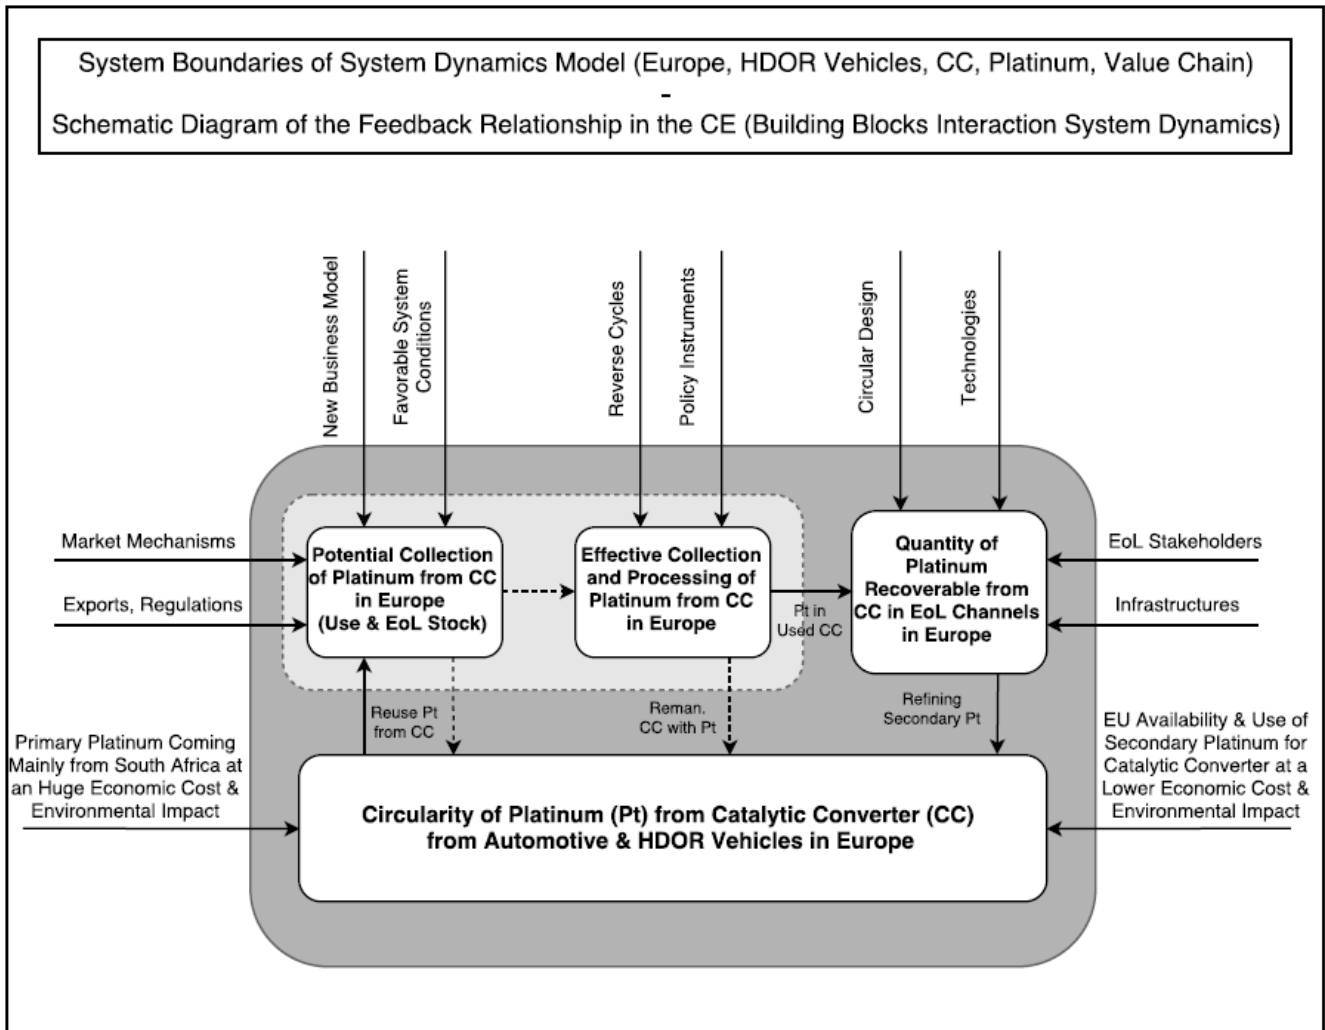 System Boundaries of System Dynamics Model (Europe, HDOR Vehicles, CC, Platinum, Value Chain)
-
Schematic Diagram of the Feedback Relationship in the CE (Building Blocks Interaction System Dynamics)
New Business Model
Favorable System
Conditions
Reverse Cycles
Policy Instruments
Circular Design
Technologies
Market Mechanisms
Exports, Regulations
Potential Collection
of Platinum from CC
in Europe
(Use & EoL Stock)
Effective Collection
and Processing of
Platinum from CC
in Europe
Pt in
Used CC
Quantity of
Platinum
Recoverable from
CC in EoL Channels
in Europe
EoL Stakeholders
Infrastructures
Reuse Pt
from CC
Reman.
CC with Pt
Refining
Secondary Pt
Primary Platinum Coming
Mainly from South Africa at
an Huge Economic Cost &
Environmental Impact
EU Availability & Use of
Secondary Platinum for
Catalytic Converter at a
Lower Economic Cost &
Environmental Impact
Circularity of Platinum (Pt) from Catalytic Converter (CC)
from Automotive & HDOR Vehicles in Europe